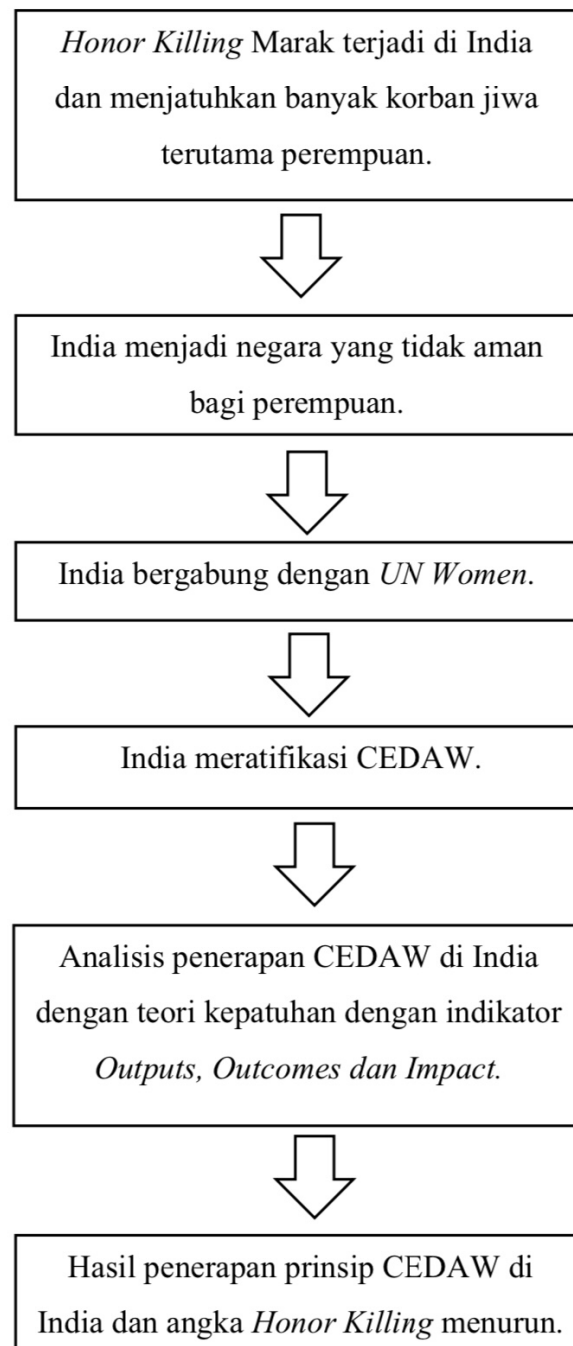 Honor Killing Marak terjadi di India
dan menjatuhkan banyak korban jiwa
terutama perempuan.
India menjadi negara yang tidak aman
bagi perempuan.
India bergabung dengan UN Women.
India meratifikasi CEDAW.
Analisis penerapan CEDAW di India
dengan teori kepatuhan dengan indikator
Outputs, Outcomes dan Impact.
Hasil penerapan prinsip CEDAW di
India dan angka Honor Killing menurun.